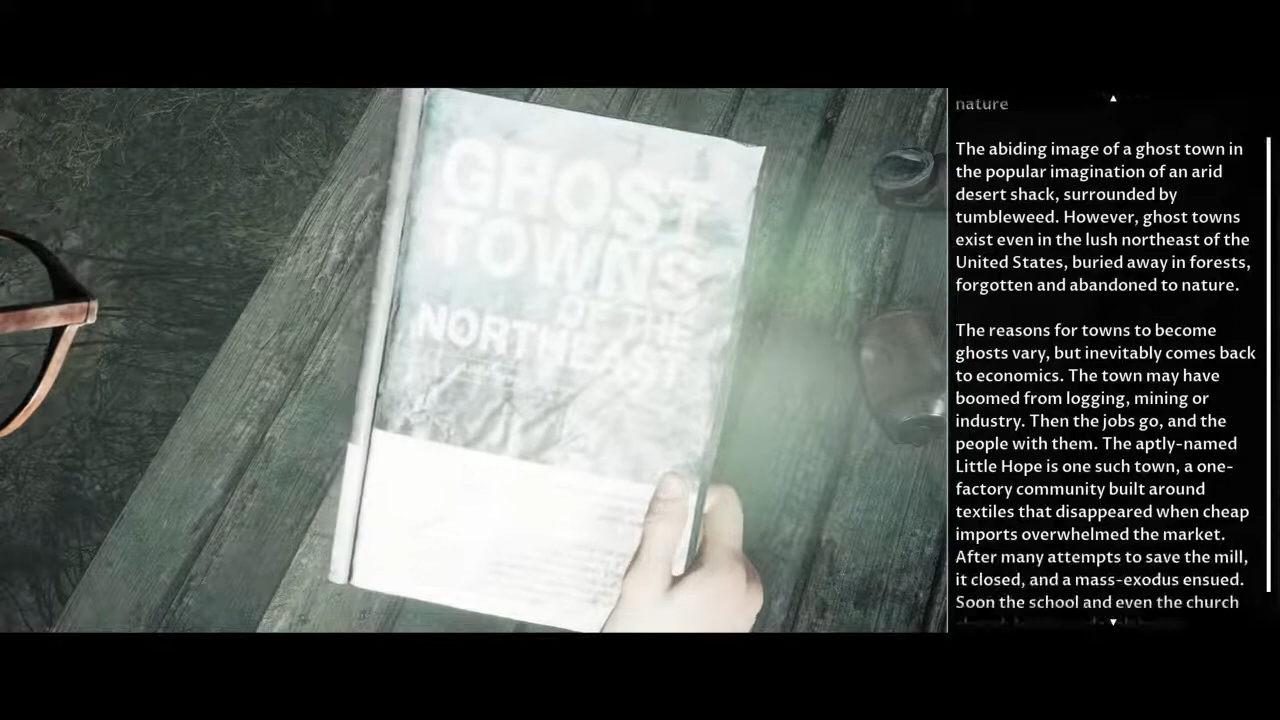 GHOST
TOWNS
OF THE
NORTHEAST
nature
The abiding image of a ghost town in
the popular imagination of an arid
desert shack, surrounded by
tumbleweed. However, ghost towns
exist even in the lush northeast of the
United States, buried away in forests,
forgotten and abandoned to nature.
The reasons for towns to become
ghosts vary, but inevitably comes back
to economics. The town may have
boomed from logging, mining or
industry. Then the jobs go, and the
people with them. The aptly-named
Little Hope is one such town, a one-
factory community built around
textiles that disappeared when cheap
imports overwhelmed the market.
After many attempts to save the mill,
it closed, and a mass-exodus ensued.
Soon the school and even the church